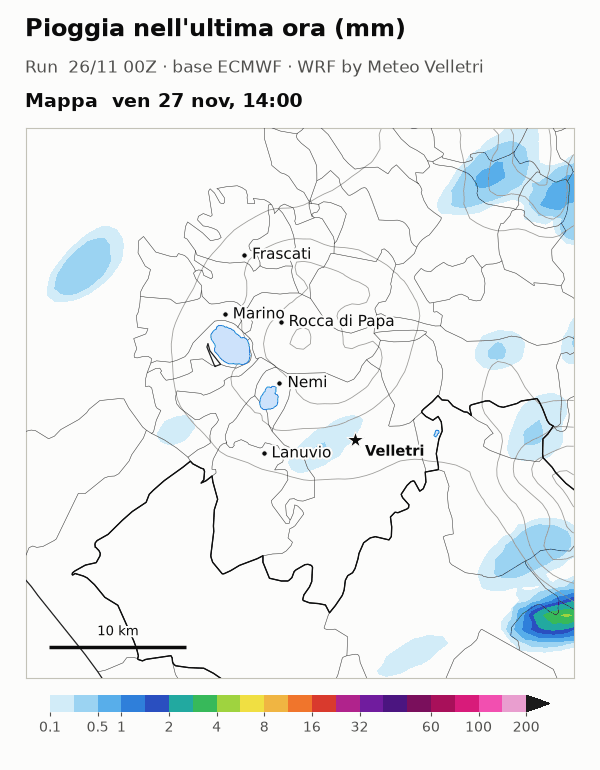 Pioggia nell'ultima ora (mm)
Run  26/11 00Z · base ECMWF · WRF by Meteo Velletri
Mappa  ven 27 nov, 14:00
Frascati
Marino
Rocca di Papa
Nemi
Lanuvio
Velletri
10 km
0.1 0.5 1 2 4 8 16 32 60 100 200